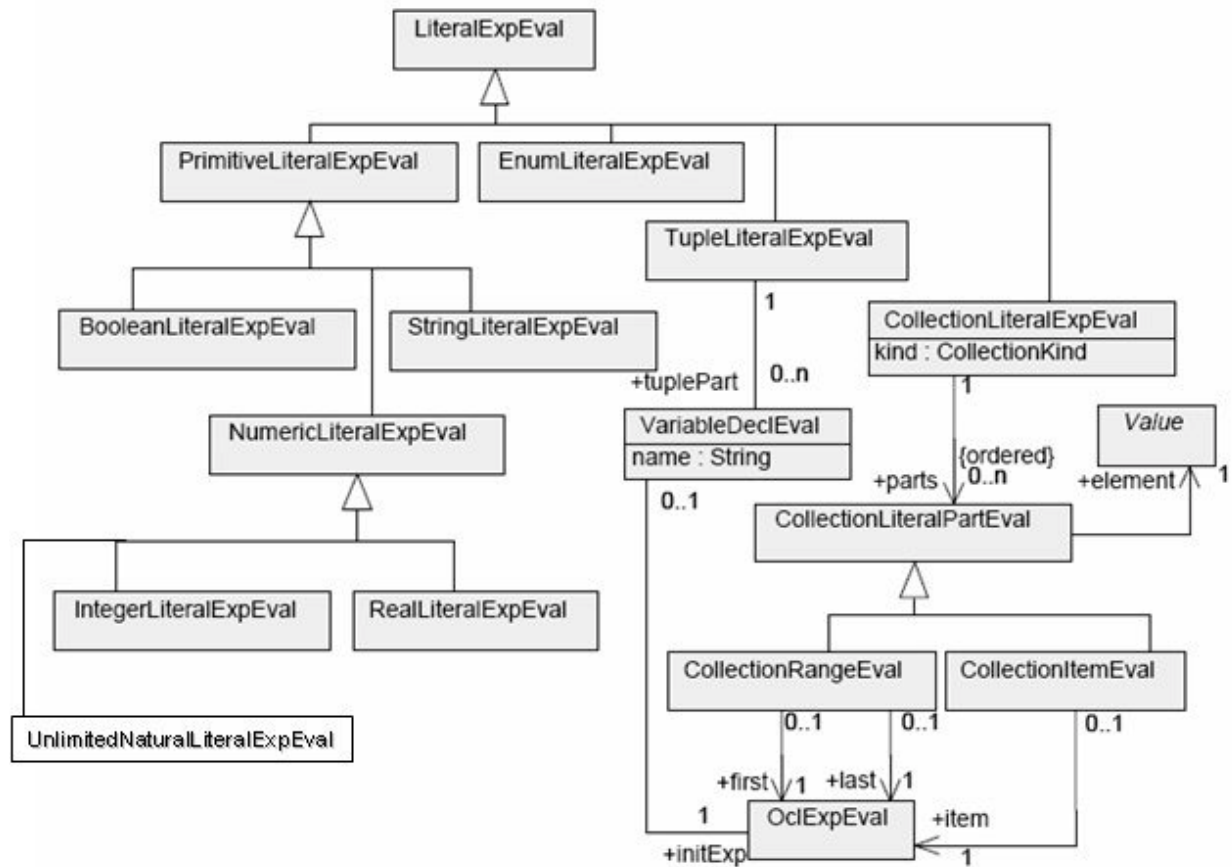 LiteralExpEval
PrimitiveLiteralExpEval
EnumLiteralExpEval
TupleLiteralExpEval
BooleanLiteralExpEval
StringLiteralExpEval
1
CollectionLiteralExpEval
kind : CollectionKind
+tuplePart
0..n
1
NumericLiteralExpEval
VariableDeclEval
name : String
Value
{ordered}
+parts
0..n
+element
1
0..1
CollectionLiteralPartEval
IntegerLiteralExpEval
RealLiteralExpEval
CollectionRangeEval
CollectionItemEval
0..1
0..1
0..1
UnlimitedNaturalLiteralExpEval
+first
1
+last
1
1
OclExpEval
+item
+initExp
1